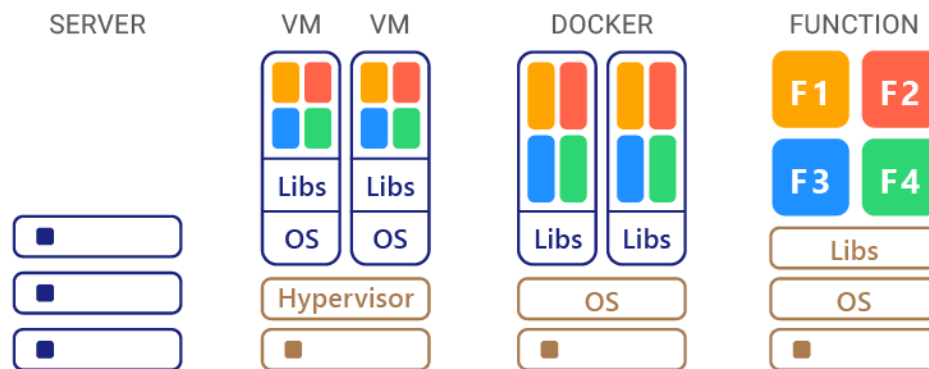 SERVER VM VM DOCKER FUNCTION
F1 F2
F3 F4
Libs Libs
OS OS
Libs Libs
Libs
Hypervisor OS OS